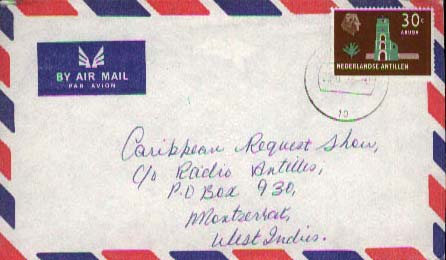 30c
ARUBA
NEDERLANDSE ANTILLEN
BY AIR MAIL
PAR AVION
10
Caribbean Request Show,
C/o Radio Antilles,
P.O Box 930,
Montserrat,
West Indies.